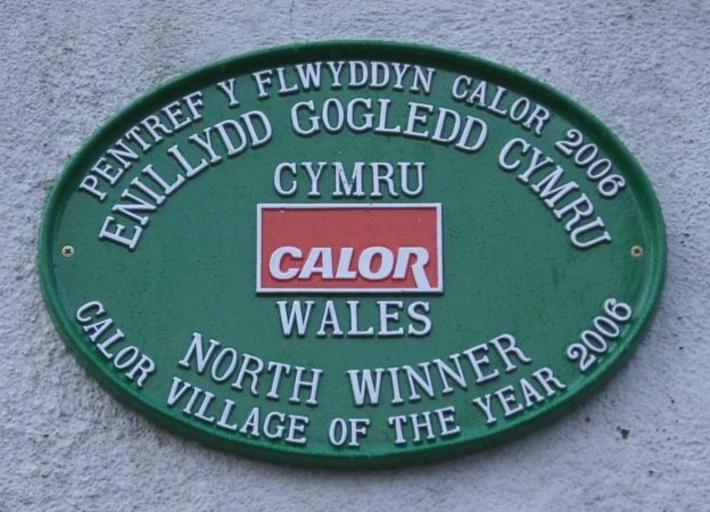 PENTREF Y FLWYDDYN CALOR 2006
ENILLYDD GOGLEDD CYMRU
CYMRU
CALOR
WALES
NORTH WINNER
CALOR VILLAGE OF THE YEAR 2006